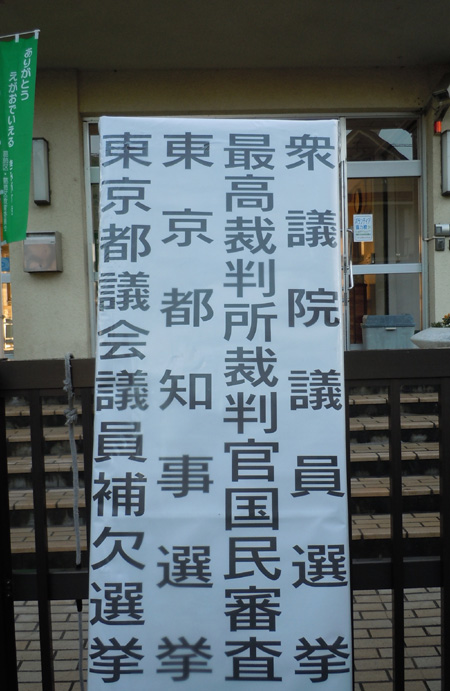 衆議院議員選挙
最高裁判所裁判官国民審査
東京都知事選挙
東京都議会議員補欠選挙
ありがとう
えがおでいえる